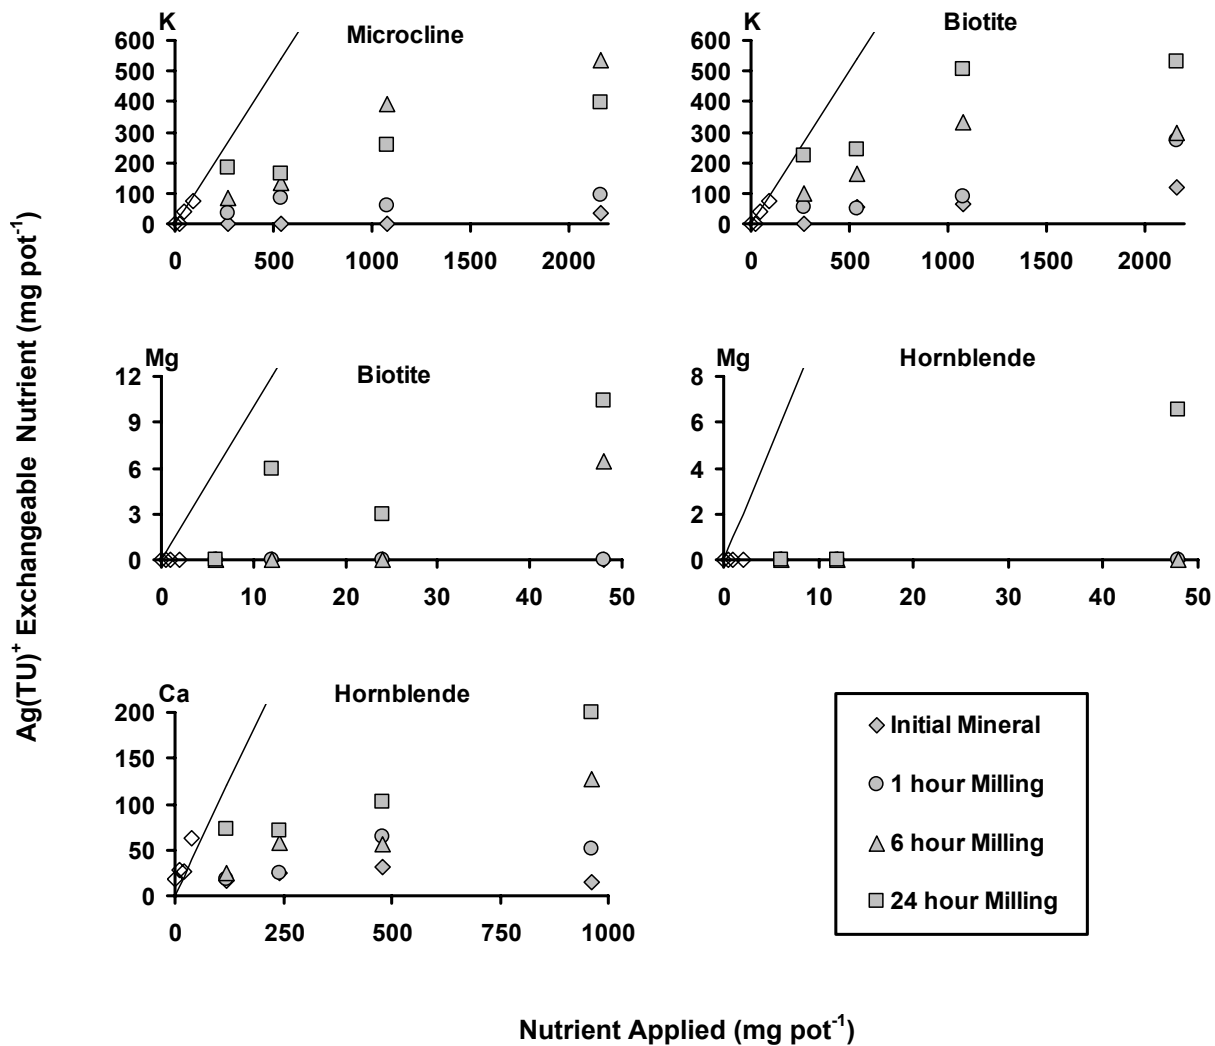 K
Microcline
600
500
400
300
200
100
0
0 500 1000 1500 2000
K
Biotite
600
500
400
300
200
100
0
0 500 1000 1500 2000
Mg
Biotite
12
9
6
3
0
0 10 20 30 40 50
Mg
Hornblende
8
6
4
2
0
0 10 20 30 40 50
Ca
Hornblende
200
150
100
50
0
0 250 500 750 1000
Initial Mineral
1 hour Milling
6 hour Milling
24 hour Milling
Ag(TU)⁺ Exchangeable Nutrient (mg pot⁻¹)
Nutrient Applied (mg pot⁻¹)